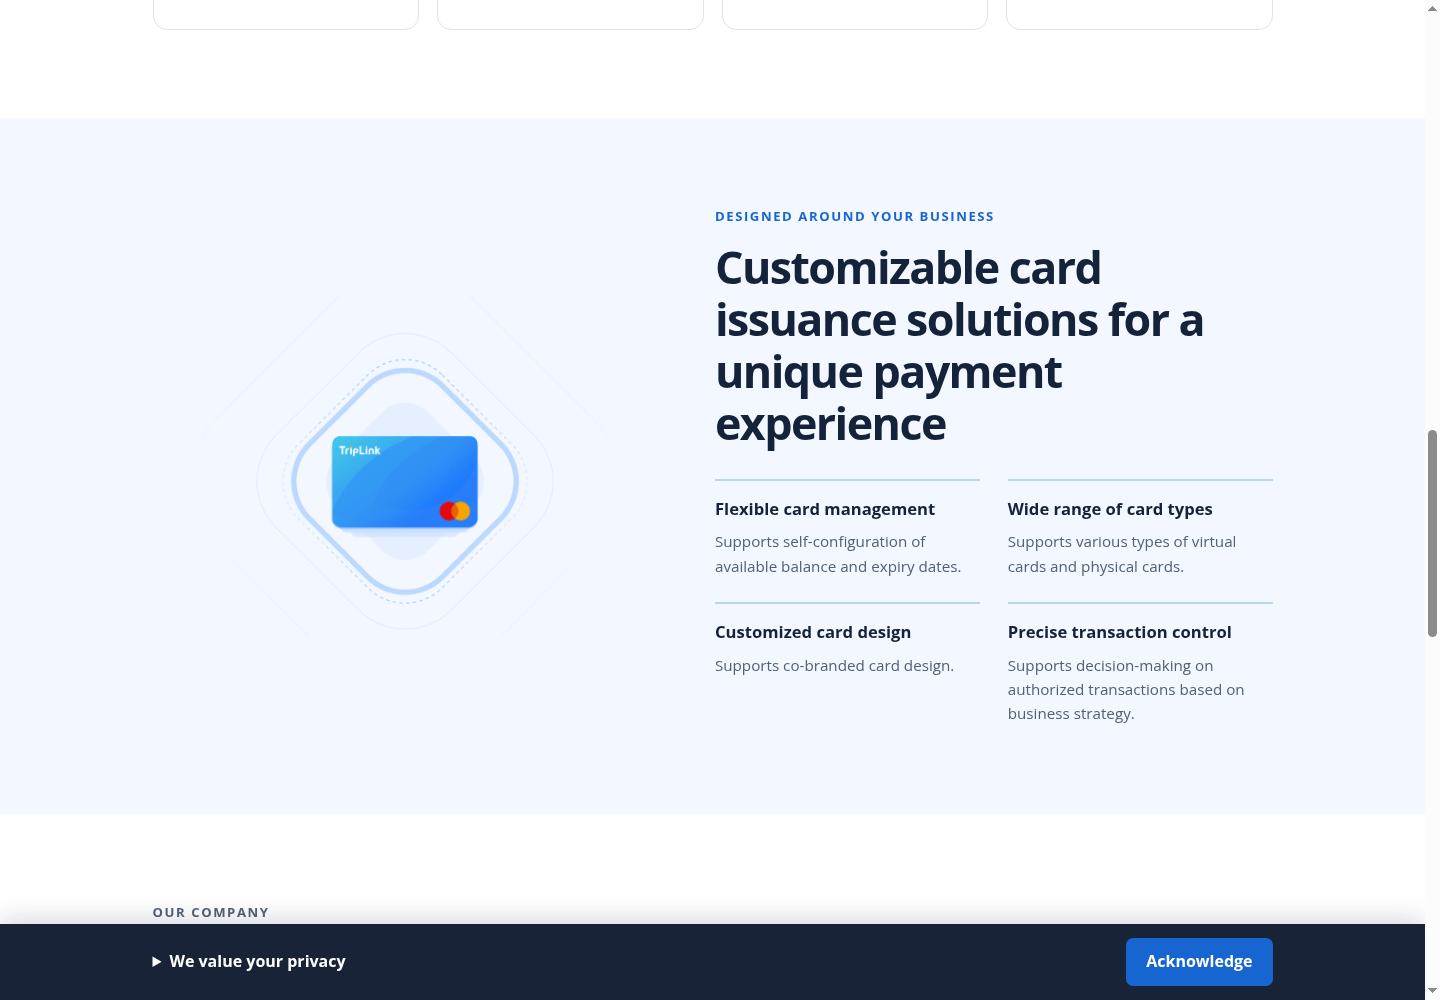 DESIGNED AROUND YOUR BUSINESS
Customizable card
issuance solutions for a
unique payment
experience
TripLink
Flexible card management
Supports self-configuration of
available balance and expiry dates.
Wide range of card types
Supports various types of virtual
cards and physical cards.
Customized card design
Supports co-branded card design.
Precise transaction control
Supports decision-making on
authorized transactions based on
business strategy.
OUR COMPANY
We value your privacy
Acknowledge